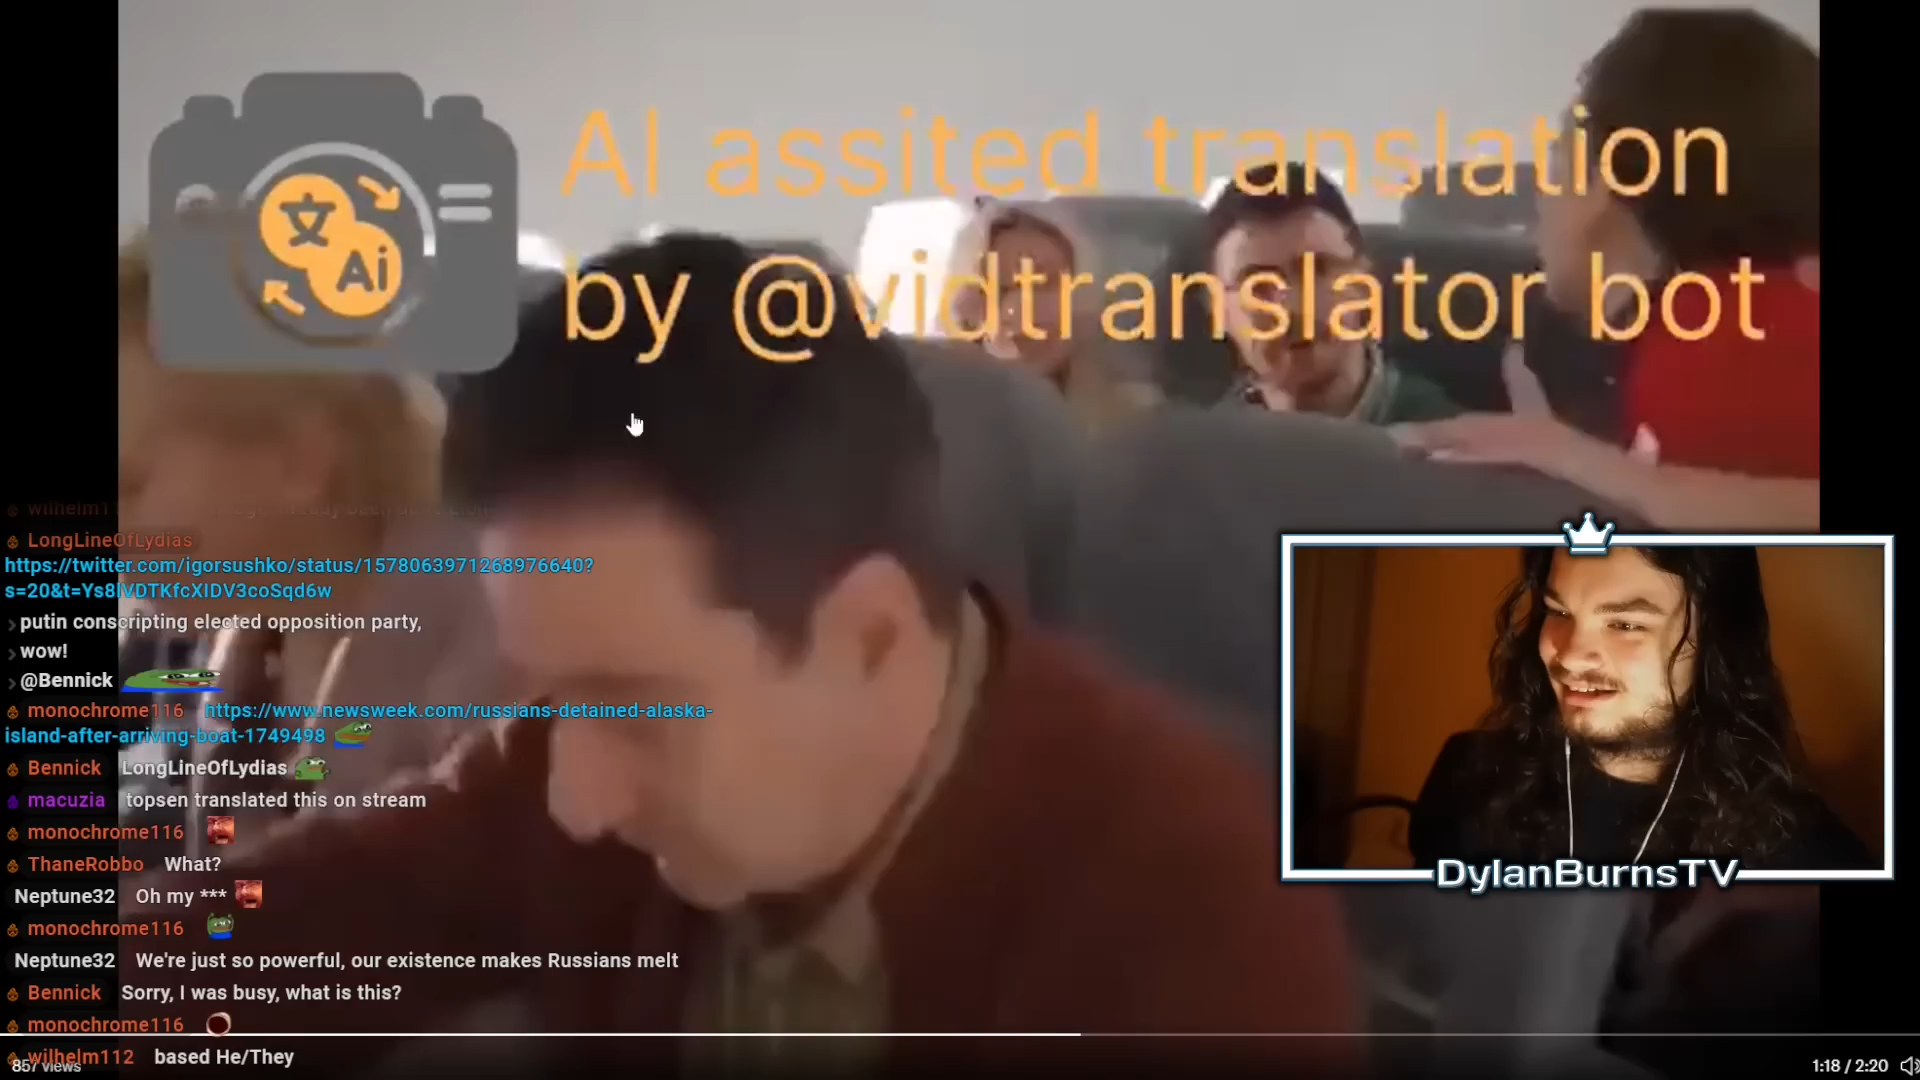 AI assited translation
by @vidtranslator bot
文
Ai
LongLineOfLydias
https://twitter.com/igorsushko/status/1578063971268976640?
putin conscripting elected opposition party,
wow!
@Bennick
monochrome116 https://www.newsweek.com/russians-detained-alaska-
island-after-arriving-boat-1749498
Bennick LongLineOfLydias
macuzia topsen translated this on stream
monochrome116
ThaneRobbo What?
Neptune32 Oh my ***
monochrome116
Neptune32 We're just so powerful, our existence makes Russians melt
Bennick Sorry, I was busy, what is this?
monochrome116
wilhelm112 based He/They
857 views
DylanBurnsTV
1:18 / 2:20